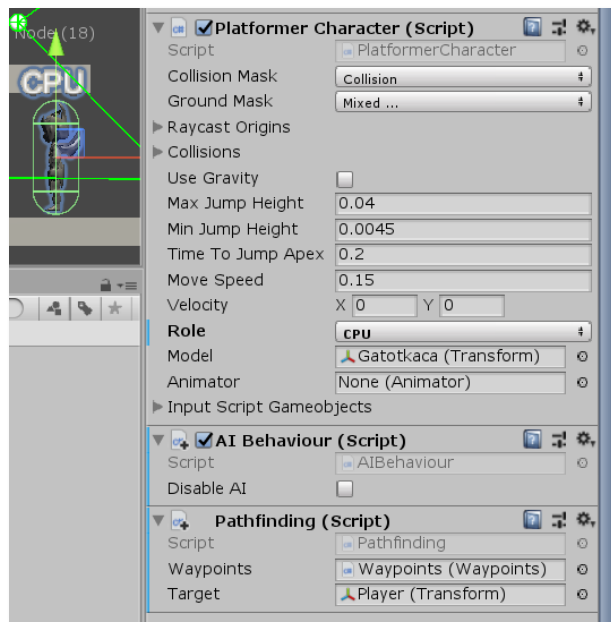 Node (18)
CPU
Platformer Character (Script)
Script PlatformerCharacter
Collision Mask Collision
Ground Mask Mixed ...
Raycast Origins
Collisions
Use Gravity
Max Jump Height 0.04
Min Jump Height 0.0045
Time To Jump Apex 0.2
Move Speed 0.15
Velocity X 0 Y 0
Role CPU
Model Gatotkaca (Transform)
Animator None (Animator)
Input Script Gameobjects
AI Behaviour (Script)
Script AIBehaviour
Disable AI
Pathfinding (Script)
Script Pathfinding
Waypoints Waypoints (Waypoints)
Target Player (Transform)